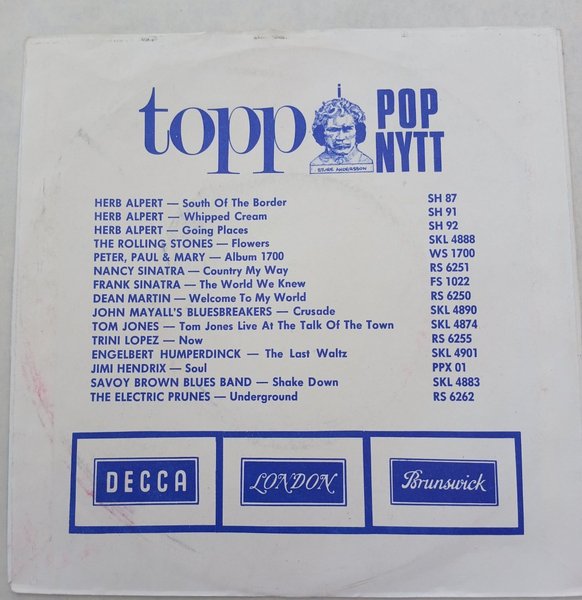 topp i POP
NYTT
STURE ANDERSSON
HERB ALPERT — South Of The Border SH 87
HERB ALPERT — Whipped Cream SH 91
HERB ALPERT — Going Places SH 92
THE ROLLING STONES — Flowers SKL 4888
PETER, PAUL & MARY — Album 1700 WS 1700
NANCY SINATRA — Country My Way RS 6251
FRANK SINATRA — The World We Knew FS 1022
DEAN MARTIN — Welcome To My World RS 6250
JOHN MAYALL'S BLUESBREAKERS — Crusade SKL 4890
TOM JONES — Tom Jones Live At The Talk Of The Town SKL 4874
TRINI LOPEZ — Now RS 6255
ENGELBERT HUMPERDINCK — The Last Waltz SKL 4901
JIMI HENDRIX — Soul PPX 01
SAVOY BROWN BLUES BAND — Shake Down SKL 4883
THE ELECTRIC PRUNES — Underground RS 6262
DECCA LONDON Brunswick